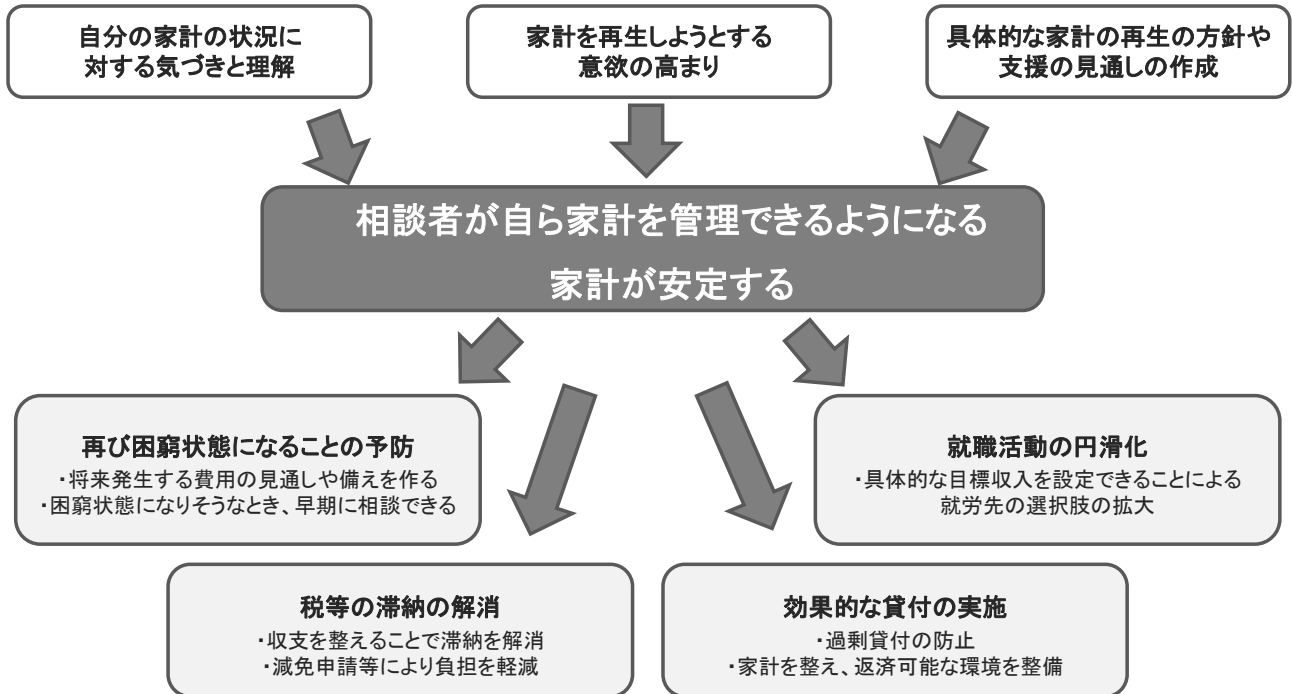 自分の家計の状況に
対する気づきと理解
家計を再生しようとする
意欲の高まり
具体的な家計の再生の方針や
支援の見通しの作成
相談者が自ら家計を管理できるようになる
家計が安定する
再び困窮状態になることの予防
・将来発生する費用の見通しや備えを作る
・困窮状態になりそうなとき、早期に相談できる
就職活動の円滑化
・具体的な目標収入を設定できることによる
就労先の選択肢の拡大
税等の滞納の解消
・収支を整えることで滞納を解消
・減免申請等により負担を軽減
効果的な貸付の実施
・過剰貸付の防止
・家計を整え、返済可能な環境を整備